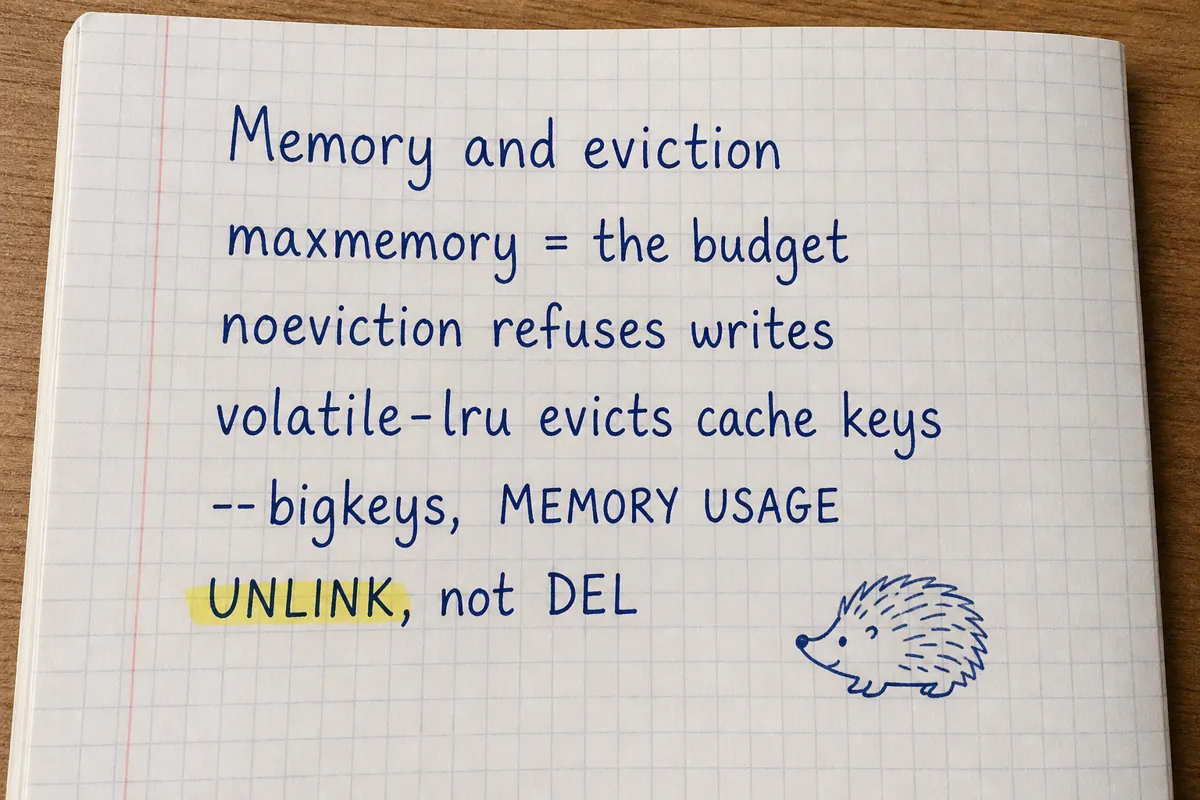 Memory and eviction
maxmemory = the budget
noeviction refuses writes
volatile-lru evicts cache keys
--bigkeys, MEMORY USAGE
UNLINK, not DEL